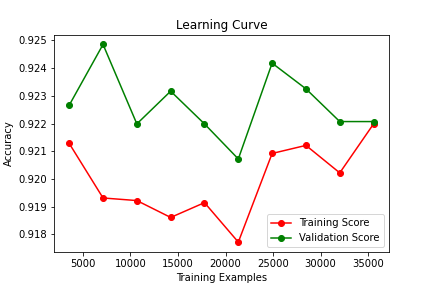 Learning Curve
0.925
0.924
0.923
0.922
0.921
0.920
0.919
0.918
Accuracy
Training Score
Validation Score
5000 10000 15000 20000 25000 30000 35000
Training Examples